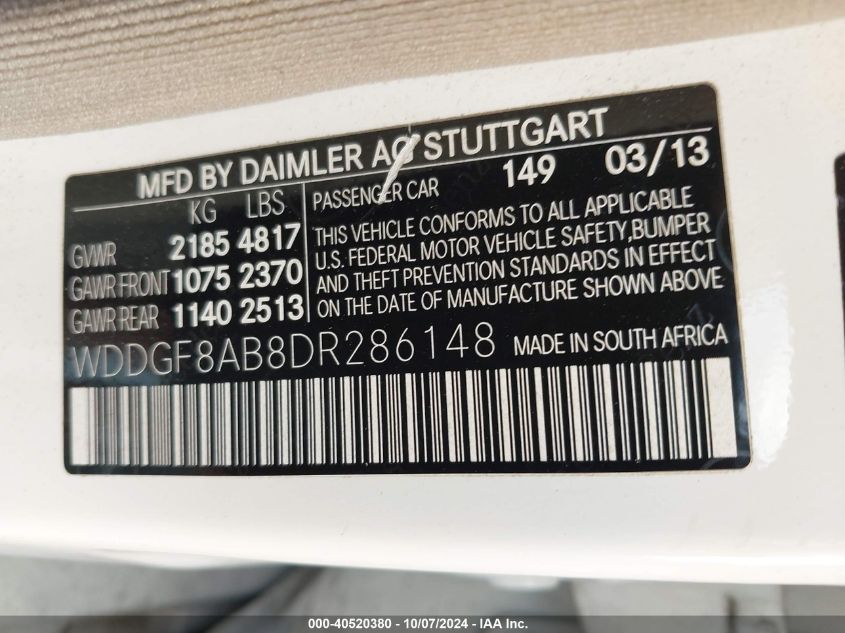 MFD BY DAIMLER AG STUTTGART
KG LBS
GVWR 2185 4817
GAWR FRONT 1075 2370
GAWR REAR 1140 2513
PASSENGER CAR 149 03/13
THIS VEHICLE CONFORMS TO ALL APPLICABLE
U.S. FEDERAL MOTOR VEHICLE SAFETY,BUMPER
AND THEFT PREVENTION STANDARDS IN EFFECT
ON THE DATE OF MANUFACTURE SHOWN ABOVE
WDDGF8AB8DR286148 MADE IN SOUTH AFRICA
000-40520380 - 10/07/2024 - IAA Inc.